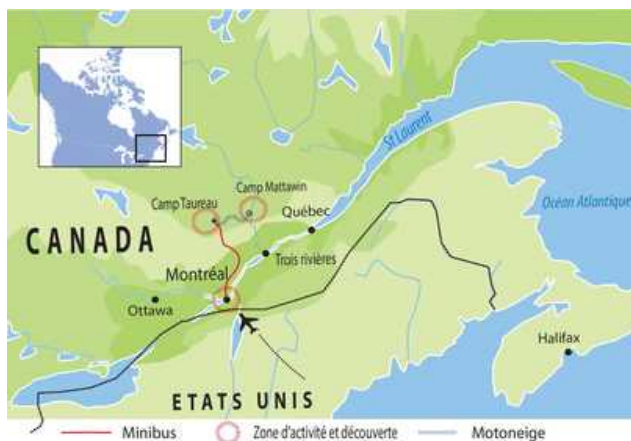 St Laurent
Camp Mattawin
Camp Taureau
Québec
Océan Atlantique
CANADA
Trois rivières
Montréal
Ottawa
Halifax
ETATS UNIS
Minibus
Zone d'activité et découverte
Motoneige